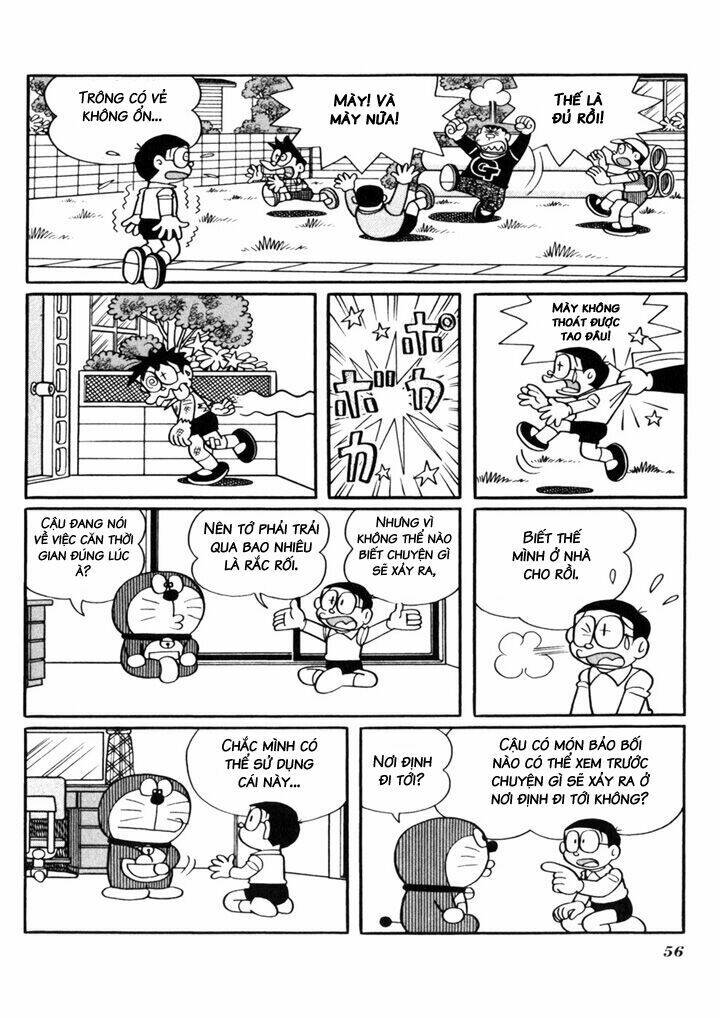 THẾ LÀ
ĐỦ RỒI!
MÀY! VÀ
MÀY NỮA!
TRÔNG CÓ VẺ
KHÔNG ỔN...
G
MÀY KHÔNG
THOÁT ĐƯỢC
TAO ĐÂU!
ポカ
ボカ
BIẾT THẾ
MÌNH Ở NHÀ
CHO RỒI.
NHƯNG VÌ
KHÔNG THỂ NÀO
BIẾT CHUYỆN GÌ
SẼ XẢY RA,
NÊN TỚ PHẢI TRẢI
QUA BAO NHIÊU
LÀ RẮC RỐI.
CẬU ĐANG NÓI
VỀ VIỆC CĂN THỜI
GIAN ĐÚNG LÚC
À?
CẬU CÓ MÓN BẢO BỐI
NÀO CÓ THỂ XEM TRƯỚC
CHUYỆN GÌ SẼ XẢY RA Ở
NƠI ĐỊNH ĐI TỚI KHÔNG?
NƠI ĐỊNH
ĐI TỚI?
CHẮC MÌNH CÓ
THỂ SỬ DỤNG
CÁI NÀY...
56